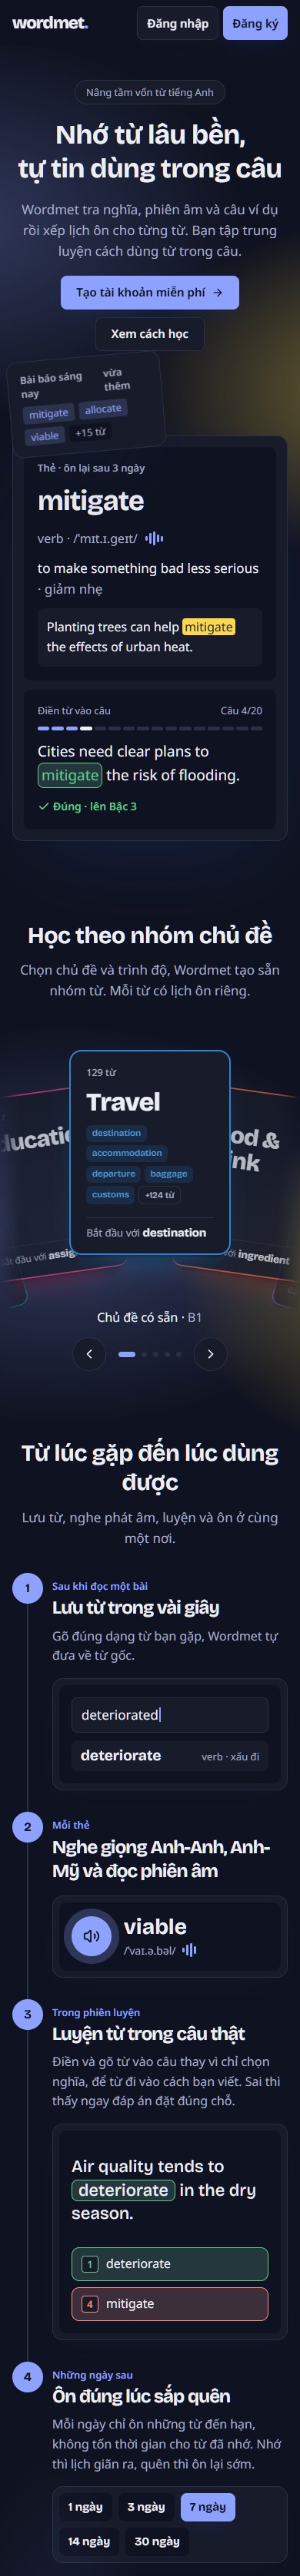 wordmet.
Đăng nhập
Đăng ký
Nâng tầm vốn từ tiếng Anh
Nhớ từ lâu bền,
tự tin dùng trong câu
Wordmet tra nghĩa, phiên âm và câu ví dụ
rồi xếp lịch ôn cho từng từ. Bạn tập trung
luyện cách dùng từ trong câu.
Tạo tài khoản miễn phí →
Xem cách học
Bài báo sáng nay
vừa thêm
mitigate
allocate
viable
+15 từ
Thẻ · ôn lại sau 3 ngày
mitigate
verb · /ˈmɪt.ɪ.ɡeɪt/
to make something bad less serious
· giảm nhẹ
Planting trees can help mitigate
the effects of urban heat.
Điền từ vào câu
Câu 4/20
Cities need clear plans to
mitigate the risk of flooding.
✓ Đúng · lên Bậc 3
Học theo nhóm chủ đề
Chọn chủ đề và trình độ, Wordmet tạo sẵn
nhóm từ. Mỗi từ có lịch ôn riêng.
129 từ
Travel
destination
accommodation
departure
baggage
customs
+124 từ
Bắt đầu với destination
ingredient
Chủ đề có sẵn · B1
Từ lúc gặp đến lúc dùng
được
Lưu từ, nghe phát âm, luyện và ôn ở cùng
một nơi.
1
Sau khi đọc một bài
Lưu từ trong vài giây
Gõ đúng dạng từ bạn gặp, Wordmet tự
đưa về từ gốc.
deteriorated
deteriorate
verb · xấu đi
2
Mỗi thẻ
Nghe giọng Anh-Anh, Anh-
Mỹ và đọc phiên âm
viable
/ˈvaɪ.ə.bəl/
3
Trong phiên luyện
Luyện từ trong câu thật
Điền và gõ từ vào câu thay vì chỉ chọn
nghĩa, để từ đi vào cách bạn viết. Sai thì
thấy ngay đáp án đặt đúng chỗ.
Air quality tends to
deteriorate in the dry
season.
1 deteriorate
4 mitigate
4
Những ngày sau
Ôn đúng lúc sắp quên
Mỗi ngày chỉ ôn những từ đến hạn,
không tốn thời gian cho từ đã nhớ. Nhớ
thì lịch giãn ra, quên thì ôn lại sớm.
1 ngày
3 ngày
7 ngày
14 ngày
30 ngày